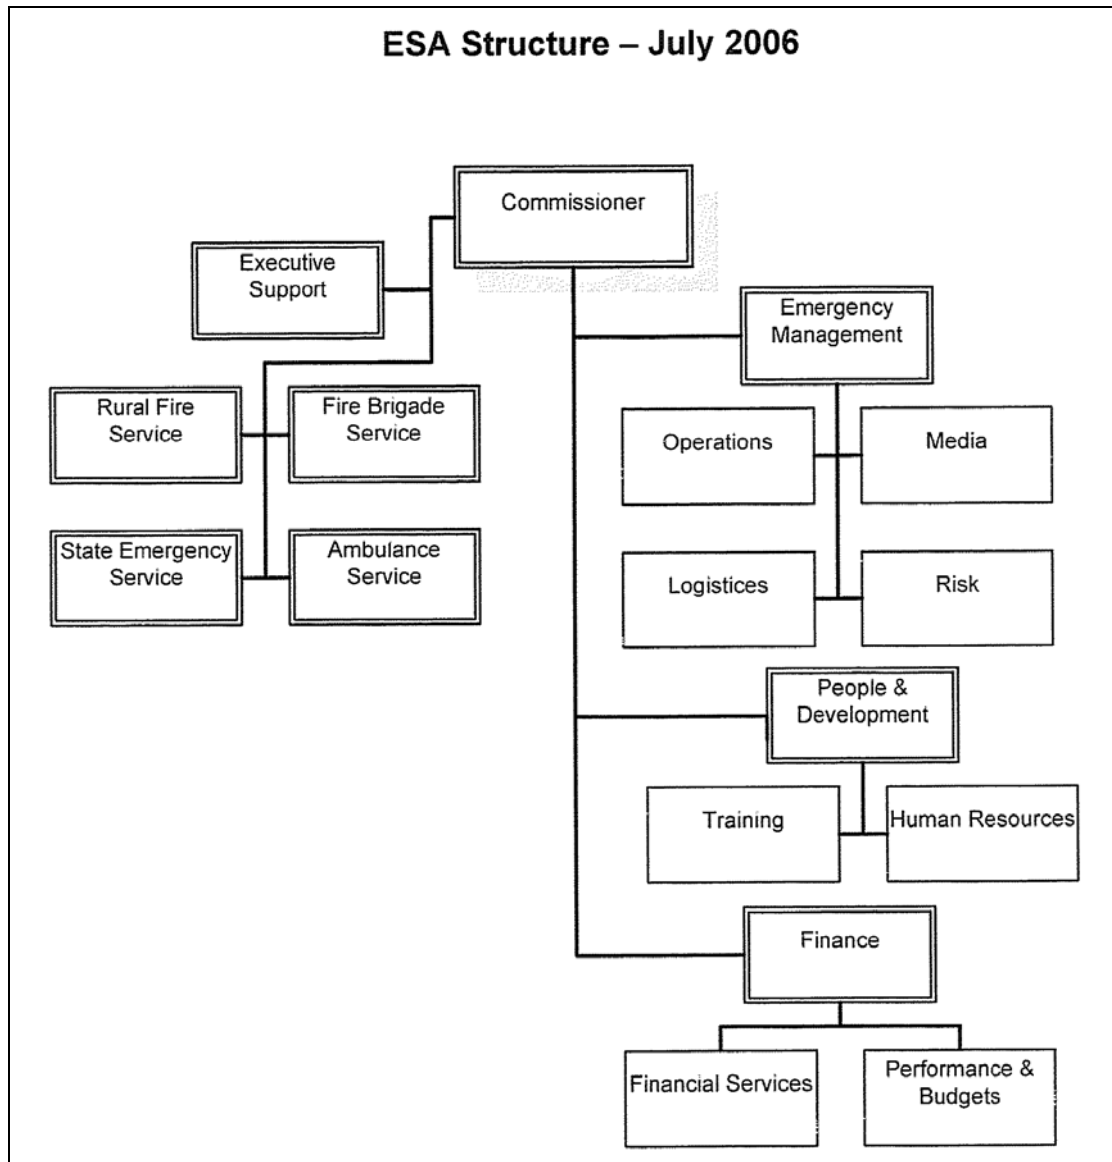 ESA Structure – July 2006
Commissioner
Executive
Support
Rural Fire
Service
Fire Brigade
Service
State Emergency
Service
Ambulance
Service
Emergency
Management
Operations
Media
Logistices
Risk
People &
Development
Training
Human Resources
Finance
Financial Services
Performance &
Budgets